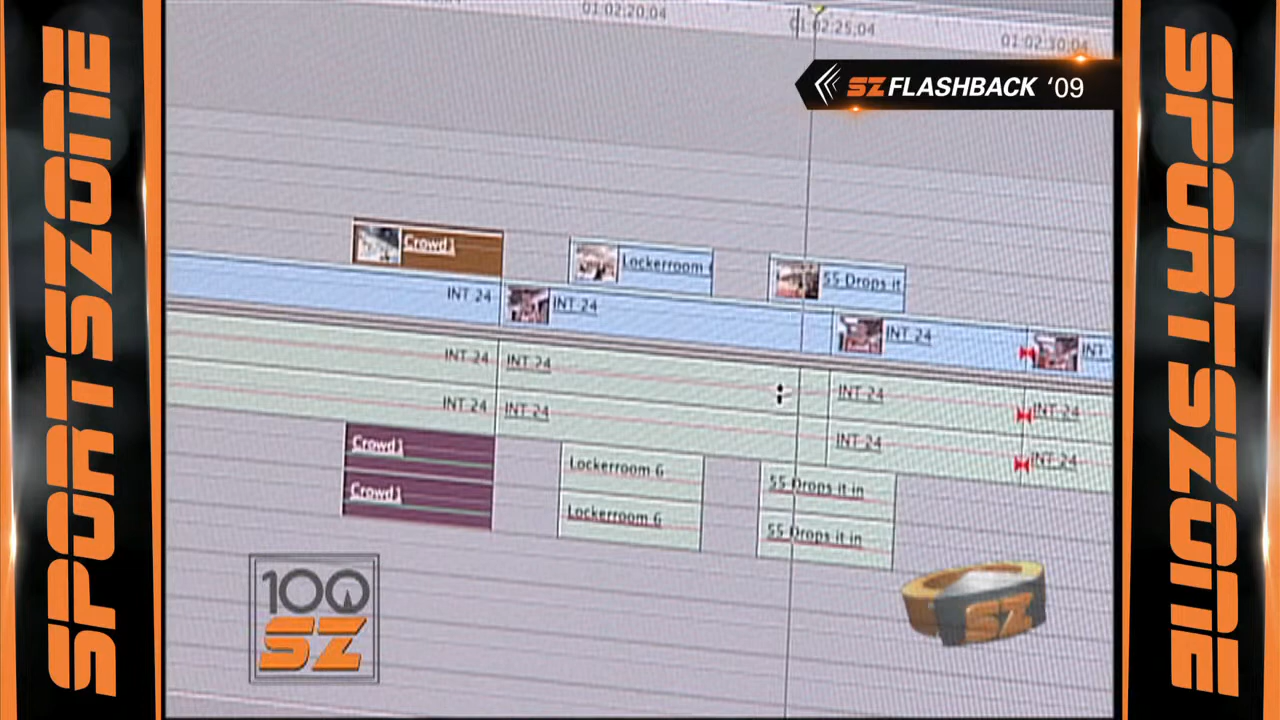 01:02:20;04
01:02:25;04
01:02:30;04
SZ FLASHBACK '09
SPORTSZONE
SPORTSZONE
Crowd1
Lockerroom
55 Drops it
INT 24
INT 24
INT 24
INT
INT 24
INT 24
INT 24
INT 24
INT 24
INT 24
INT 24
INT 24
Crowd1
Crowd1
Lockerroom G
Lockerroom G
55 Drops it in
55 Drops it in
100
SZ
SZ